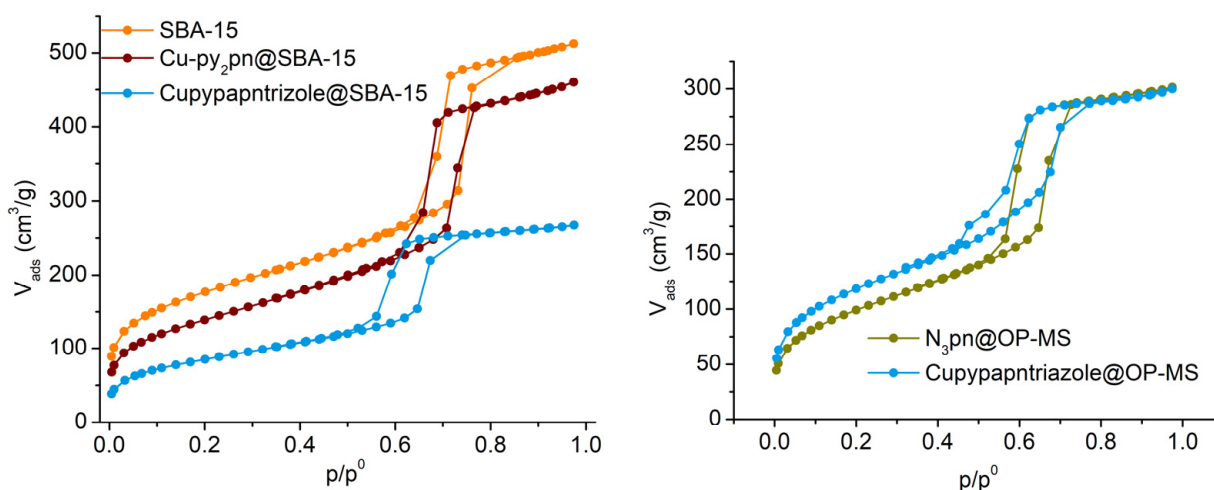 SBA-15
Cu-py₂pn@SBA-15
Cupypapntrizole@SBA-15
500
400
300
200
100
0
V_ads (cm³/g)
0.0 0.2 0.4 0.6 0.8 1.0
p/p⁰
300
250
200
150
100
50
0
V_ads (cm³/g)
N₃pn@OP-MS
Cupypapntriazole@OP-MS
0.0 0.2 0.4 0.6 0.8 1.0
p/p⁰